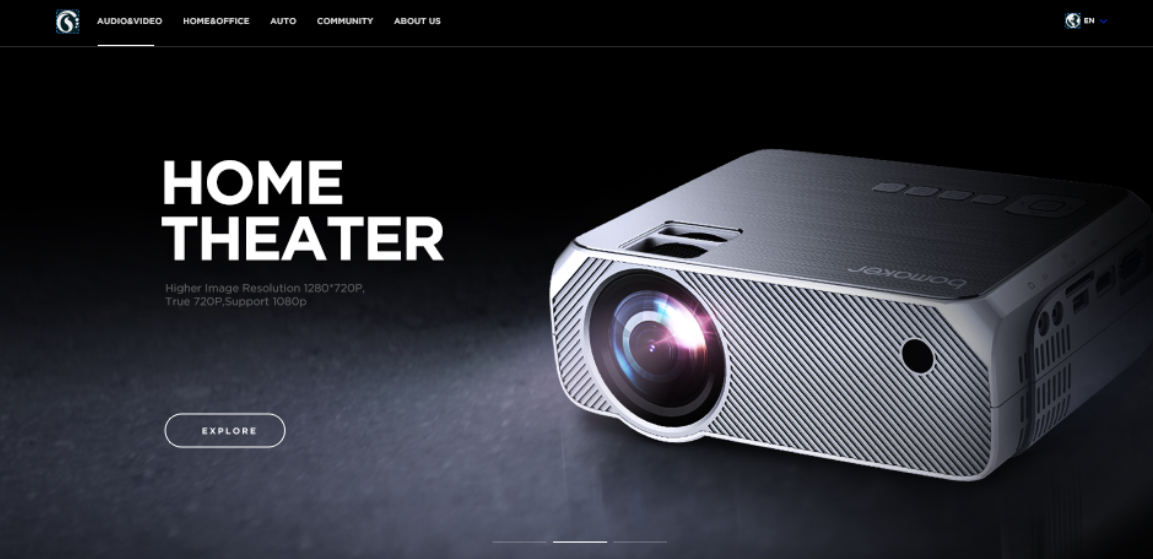 AUDIO&VIDEO HOME&OFFICE AUTO COMMUNITY ABOUT US EN
HOME
THEATER
Higher Image Resolution 1280*720P,
True 720P,Support 1080p
bomaker
EXPLORE